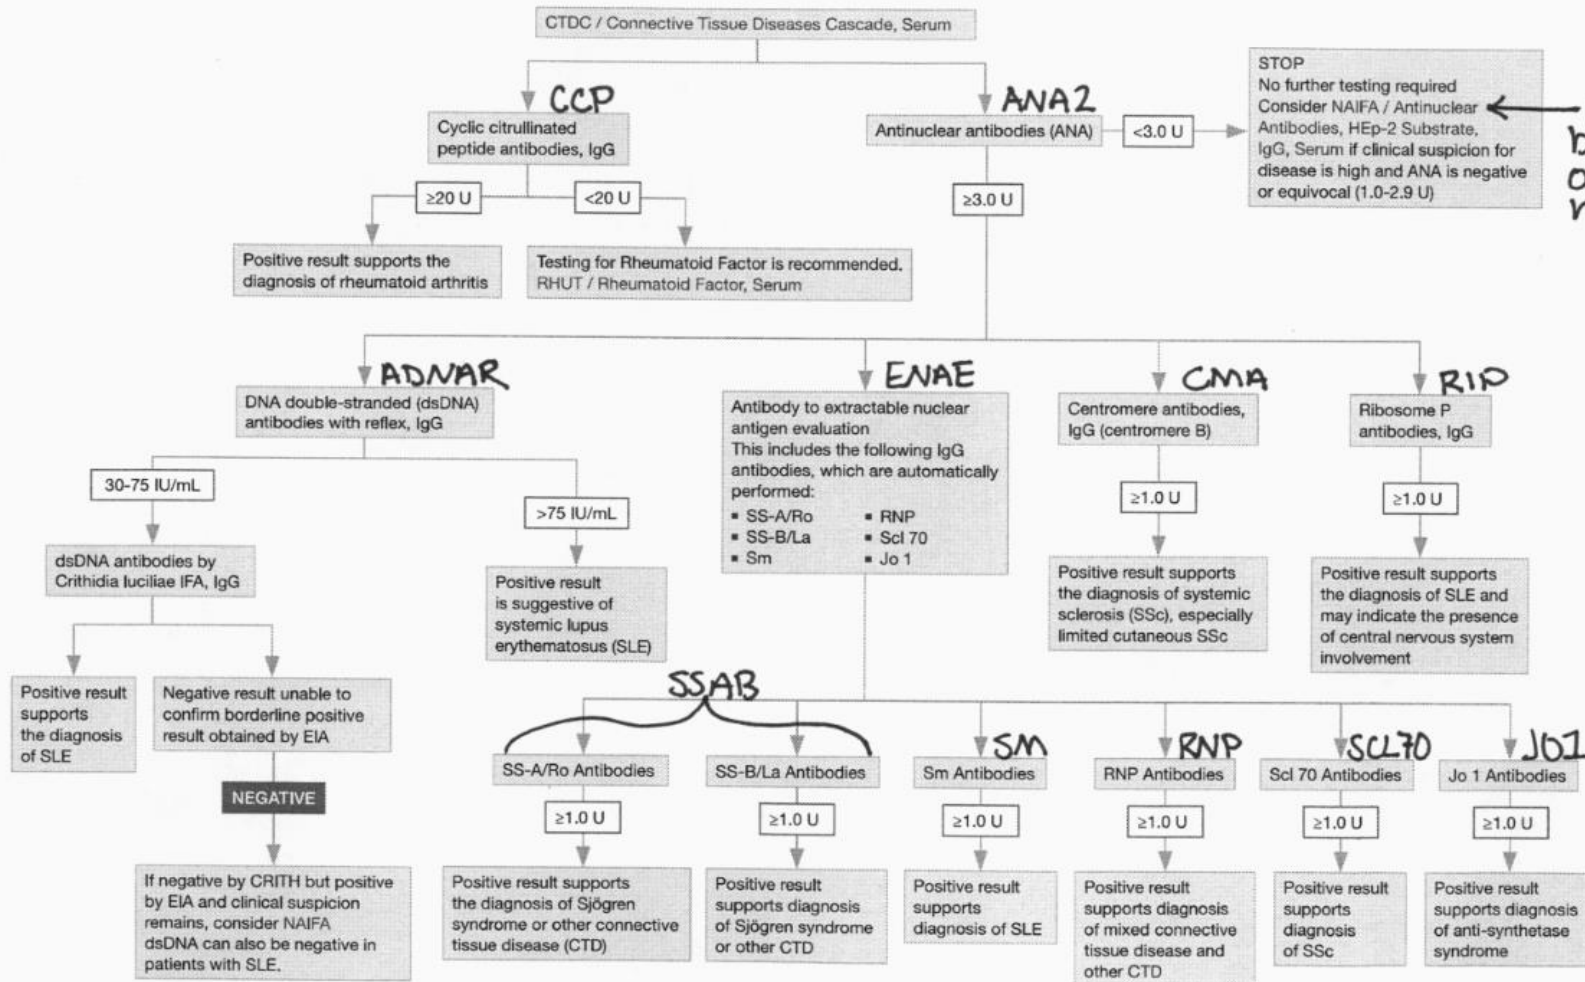 CTDC / Connective Tissue Diseases Cascade, Serum
CCP
Cyclic citrullinated
peptide antibodies, IgG
≥20 U
<20 U
Positive result supports the
diagnosis of rheumatoid arthritis
Testing for Rheumatoid Factor is recommended.
RHUT / Rheumatoid Factor, Serum
ANA2
Antinuclear antibodies (ANA)
<3.0 U
≥3.0 U
STOP
No further testing required
Consider NAIFA / Antinuclear
Antibodies, HEp-2 Substrate,
IgG, Serum if clinical suspicion for
disease is high and ANA is negative
or equivocal (1.0-2.9 U)
ADNAR
DNA double-stranded (dsDNA)
antibodies with reflex, IgG
30-75 IU/mL
>75 IU/mL
dsDNA antibodies by
Crithidia luciliae IFA, IgG
Positive result
is suggestive of
systemic lupus
erythematosus (SLE)
Positive result
supports
the diagnosis
of SLE
Negative result unable to
confirm borderline positive
result obtained by EIA
NEGATIVE
If negative by CRITH but positive
by EIA and clinical suspicion
remains, consider NAIFA
dsDNA can also be negative in
patients with SLE.
ENAE
Antibody to extractable nuclear
antigen evaluation
This includes the following IgG
antibodies, which are automatically
performed:
▪ SS-A/Ro ▪ RNP
▪ SS-B/La ▪ Scl 70
▪ Sm ▪ Jo 1
CMA
Centromere antibodies,
IgG (centromere B)
≥1.0 U
Positive result supports
the diagnosis of systemic
sclerosis (SSc), especially
limited cutaneous SSc
Ribosome P
antibodies, IgG
≥1.0 U
Positive result supports
the diagnosis of SLE and
may indicate the presence
of central nervous system
involvement
SSAB
SS-A/Ro Antibodies
≥1.0 U
Positive result supports
the diagnosis of Sjögren
syndrome or other connective
tissue disease (CTD)
SS-B/La Antibodies
≥1.0 U
Positive result
supports diagnosis
of Sjögren syndrome
or other CTD
SM
Sm Antibodies
≥1.0 U
Positive result
supports
diagnosis of SLE
RNP
RNP Antibodies
≥1.0 U
Positive result
supports diagnosis
of mixed connective
tissue disease and
other CTD
SCL70
Scl 70 Antibodies
≥1.0 U
Positive result
supports
diagnosis
of SSc
JO1
Jo 1 Antibodies
≥1.0 U
Positive result
supports diagnosis
of anti-synthetase
syndrome